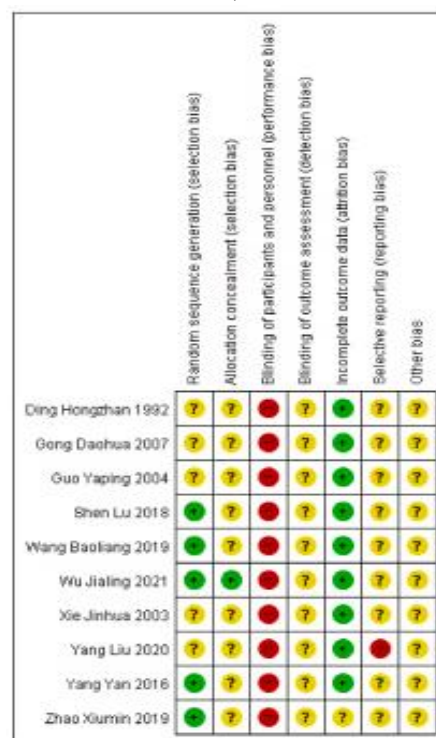 Random sequence generation (selection bias)
Allocation concealment (selection bias)
Blinding of participants and personnel (performance bias)
Blinding of outcome assessment (detection bias)
Incomplete outcome data (attrition bias)
Selective reporting (reporting bias)
Other bias
Ding Hongzhan 1992 ? ? - ? + ? ?
Gong Daohua 2007 ? ? - ? + ? ?
Guo Yaping 2004 ? ? - ? + ? ?
Shen Lu 2018 + ? - ? + ? ?
Wang Baoliang 2019 + ? - ? + ? ?
Wu Jialing 2021 + + - ? + ? ?
Xie Jinhua 2003 ? ? - ? + ? ?
Yang Liu 2020 ? ? - ? + - ?
Yang Yan 2016 + ? - ? + ? ?
Zhao Xiumin 2019 + ? - ? ? ? ?